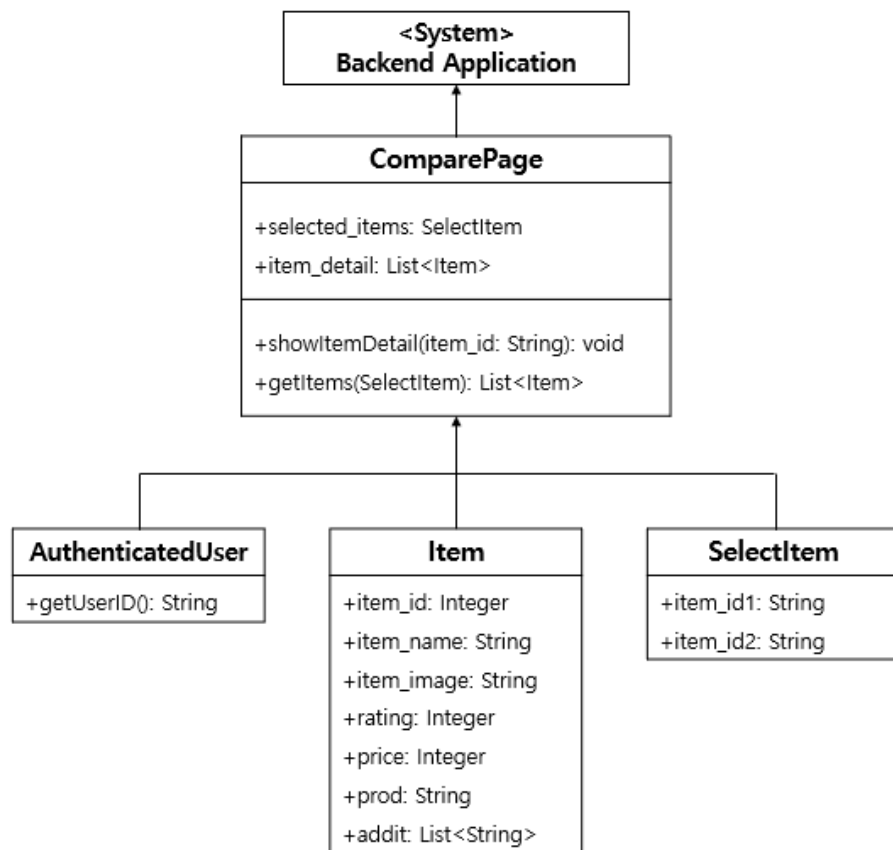 <System>
Backend Application
ComparePage
+selected_items: SelectItem
+item_detail: List<Item>
+showItemDetail(item_id: String): void
+getItems(SelectItem): List<Item>
AuthenticatedUser
+getUserID(): String
Item
+item_id: Integer
+item_name: String
+item_image: String
+rating: Integer
+price: Integer
+prod: String
+addit: List<String>
SelectItem
+item_id1: String
+item_id2: String